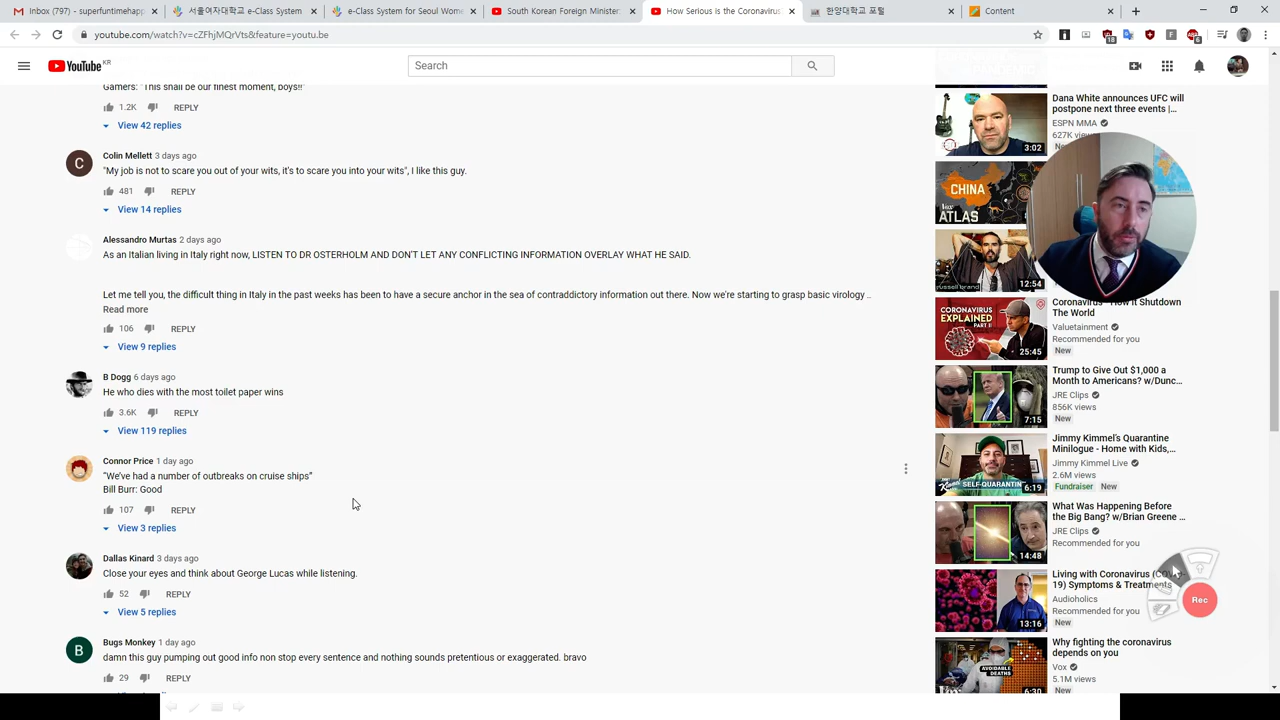 Inbox (797) - superfuntimehapp
서울여자대학교 e-Class System
e-Class System for Seoul Wome
South Korean Foreign Minister:
How Serious is the Coronavirus
한양대학교 포털
Content
youtube.com/watch?v=cZFhjMQrVts&feature=youtu.be
18
6
YouTube KR
Search
Gamers: "This shall be our finest moment, boys!!"
1.2K REPLY
View 42 replies
C
Colin Mellett 3 days ago
"My job is not to scare you out of your wits, it's to scare you into your wits", I like this guy.
481 REPLY
View 14 replies
Alessandro Murtas 2 days ago
As an Italian living in Italy right now, LISTEN TO DR OSTERHOLM AND DON'T LET ANY CONFLICTING INFORMATION OVERLAY WHAT HE SAID.
Let me tell you, the difficult thing in Italy in the past weeks has been to have a secure anchor in the sea of contraddictory information out there. Now we're starting to grasp basic virology ..
Read more
106 REPLY
View 9 replies
B Dogg 6 days ago
He who dies with the most toilet paper wins
3.6K REPLY
View 119 replies
Connor Price 1 day ago
"We've had a number of outbreaks on cruise ships"
Bill Burr: Good
107 REPLY
View 3 replies
Dallas Kinard 3 days ago
Close your eyes and think about George Lucas while listening.
52 REPLY
View 5 replies
B
Bugs Monkey 1 day ago
damn this guy pumping out good info never no ever sentence and nothing sounds pretentious or exaggerated. bravo
29 REPLY
3:02
Dana White announces UFC will
postpone next three events |...
ESPN MMA
627K views
CHINA
Vox
ATLAS
russell brand
12:54
CORONAVIRUS
EXPLAINED
PART II
25:45
Coronavirus - How It Shutdown
The World
Valuetainment
Recommended for you
New
7:15
Trump to Give Out $1,000 a
Month to Americans? w/Dunc...
JRE Clips
856K views
New
SELF-QUARANTIN
6:19
Jimmy Kimmel's Quarantine
Minilogue - Home with Kids,...
Jimmy Kimmel Live
2.6M views
Fundraiser New
14:48
What Was Happening Before
the Big Bang? w/Brian Greene ...
JRE Clips
Recommended for you
13:16
Living with Coronavirus (COVID-
19) Symptoms & Treatments
Audioholics
Recommended for you
New
Rec
AVOIDABLE
DEATHS
Vox
6:30
Why fighting the coronavirus
depends on you
Vox
5.1M views
New